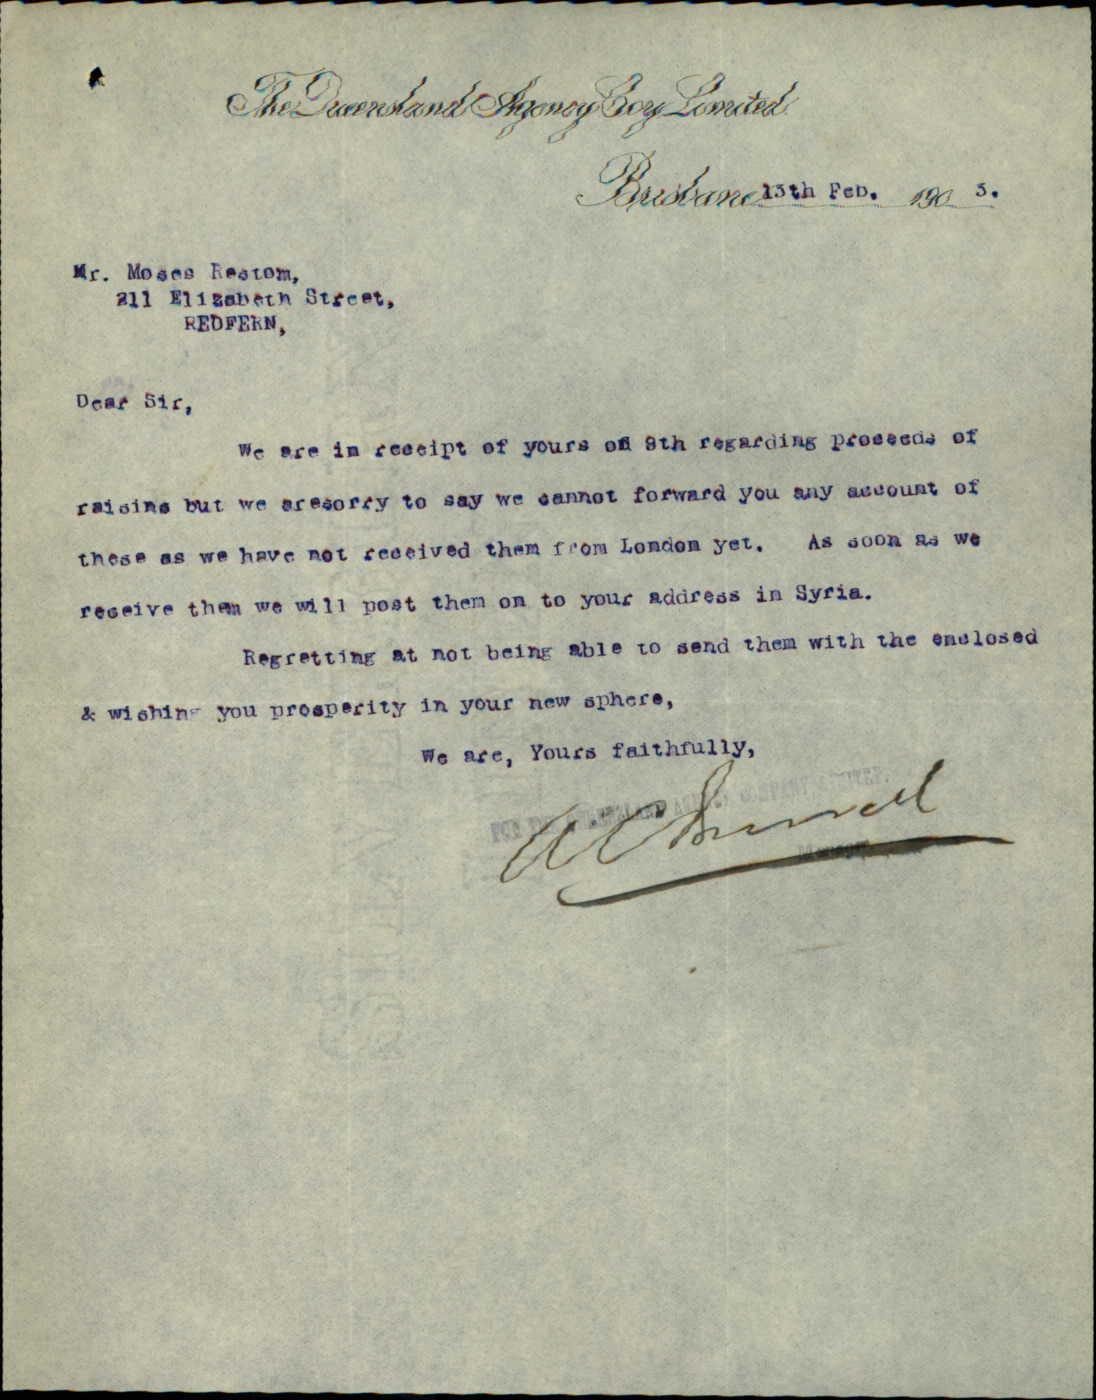 The Queensland Agency Coy Limited
Brisbane 13th Feb. 190 3.
Mr. Moses Restom,
211 Elizabeth Street,
REDFERN,
Dear Sir,
We are in receipt of yours of 9th regarding proceeds of
raisins but we aresorry to say we cannot forward you any account of
these as we have not received them from London yet. As soon as we
receive them we will post them on to your address in Syria.
Regretting at not being able to send them with the enclosed
& wishing you prosperity in your new sphere,
We are, Yours faithfully,